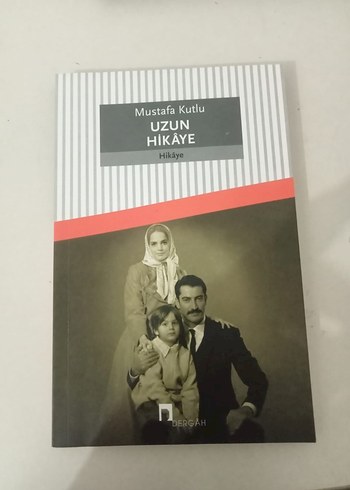 Mustafa Kutlu
UZUN
HİKÂYE
Hikâye
DERGÂH